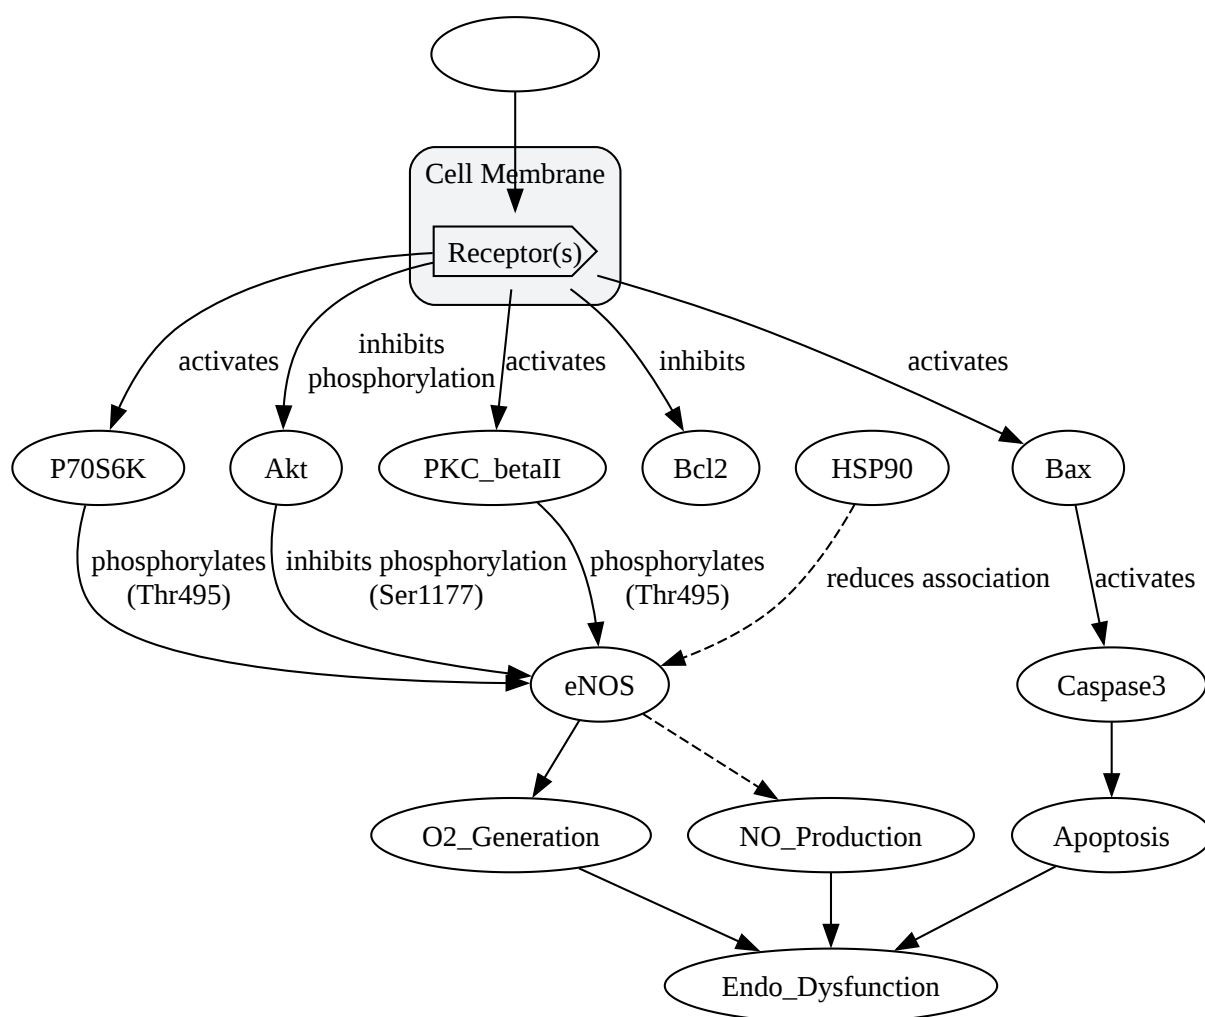 Cell Membrane
Receptor(s)
activates
inhibits
phosphorylation
activates
inhibits
activates
P70S6K
Akt
PKC_betaII
Bcl2
HSP90
Bax
phosphorylates
(Thr495)
inhibits phosphorylation
(Ser1177)
phosphorylates
(Thr495)
reduces association
activates
eNOS
Caspase3
O2_Generation
NO_Production
Apoptosis
Endo_Dysfunction